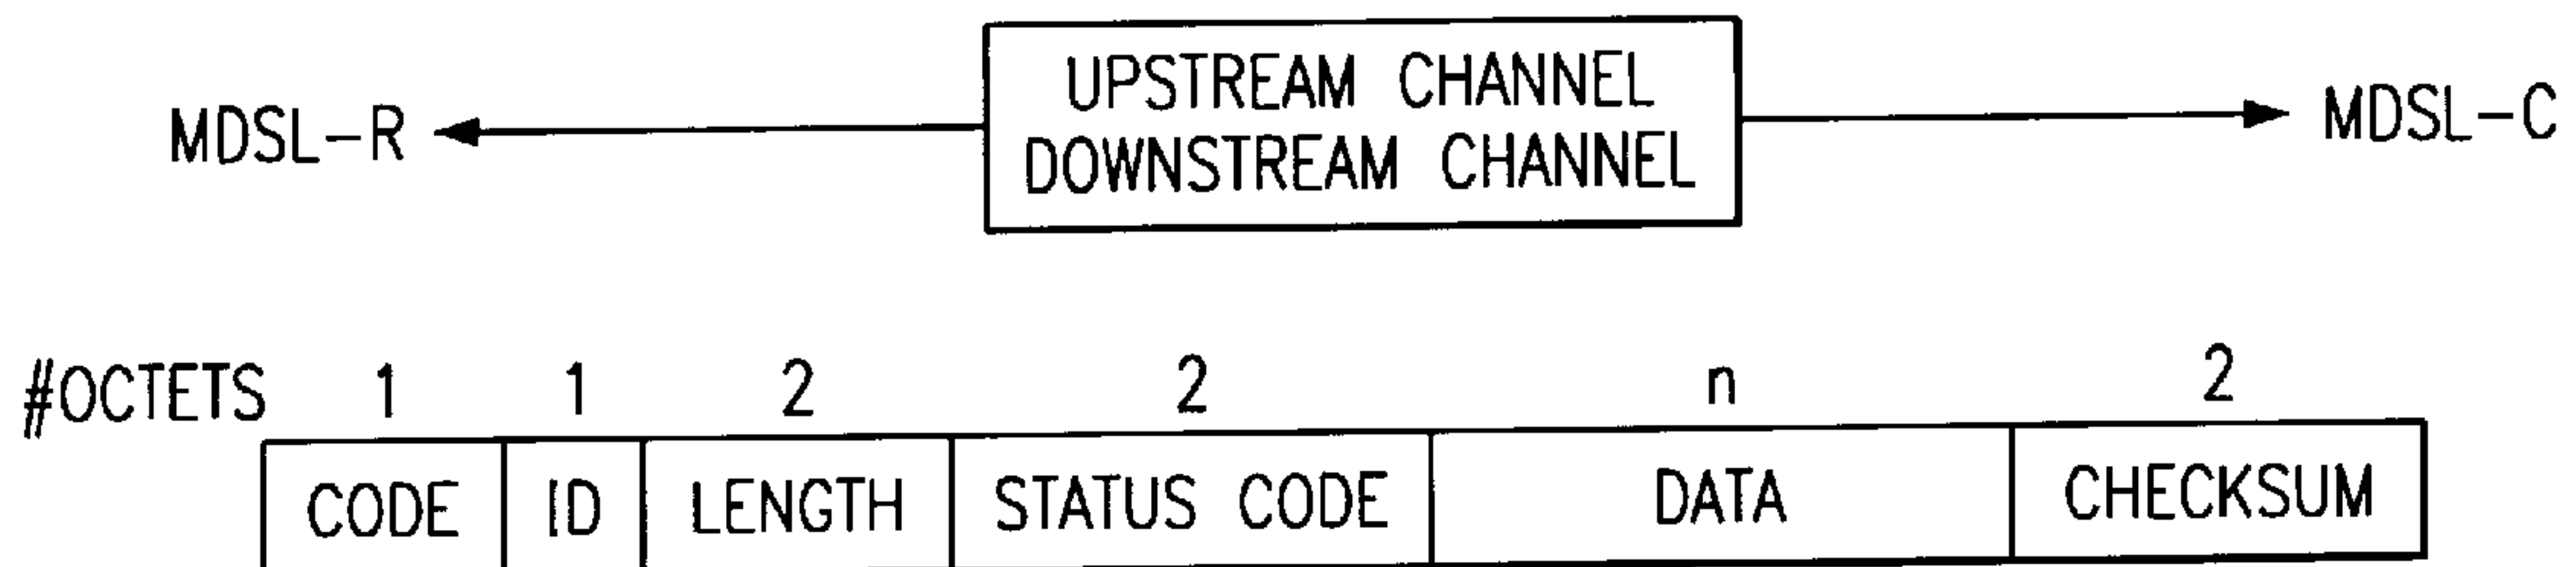 UPSTREAM CHANNEL
MDSL-R MDSL-C
DOWNSTREAM CHANNEL
#OCTETS 1 1 2 2 n 2
CODE ID LENGTH STATUS CODE DATA CHECKSUM